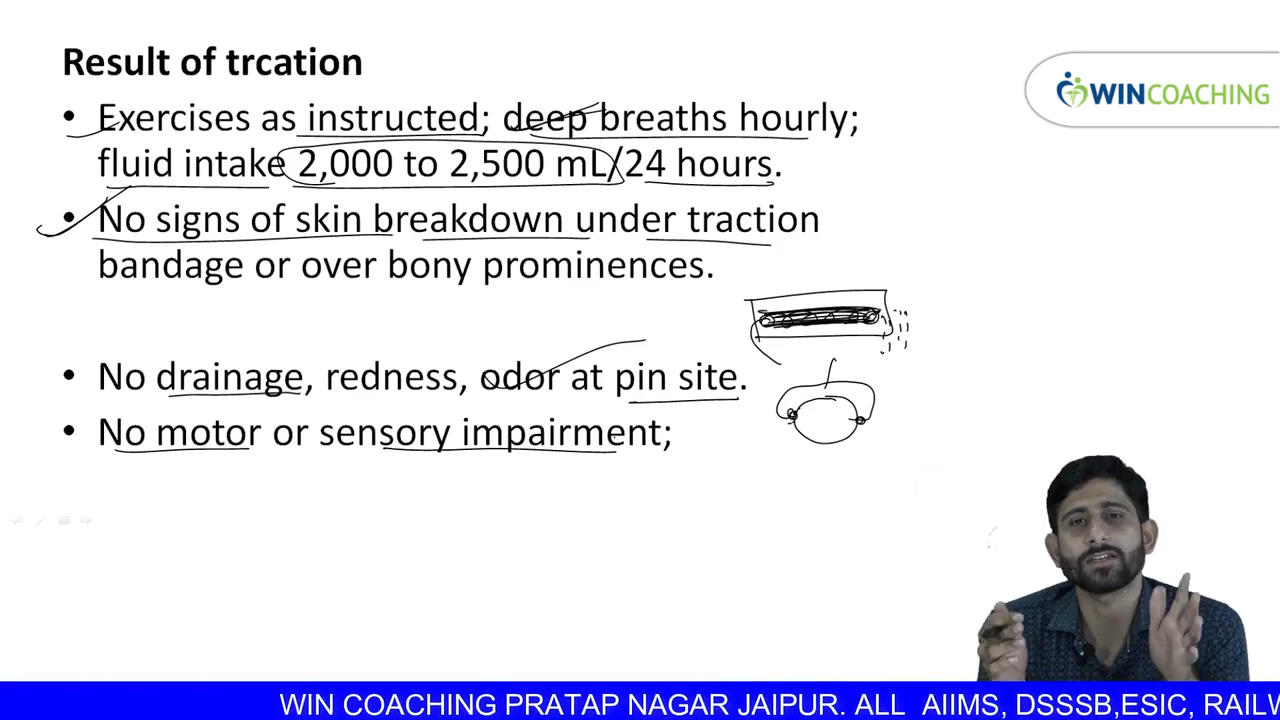 Result of trcation
WINCOACHING
• Exercises as instructed; deep breaths hourly;
fluid intake 2,000 to 2,500 mL/24 hours.
• No signs of skin breakdown under traction
bandage or over bony prominences.
• No drainage, redness, odor at pin site.
• No motor or sensory impairment;
WIN COACHING PRATAP NAGAR JAIPUR. ALL AIIMS, DSSSB,ESIC, RAILW